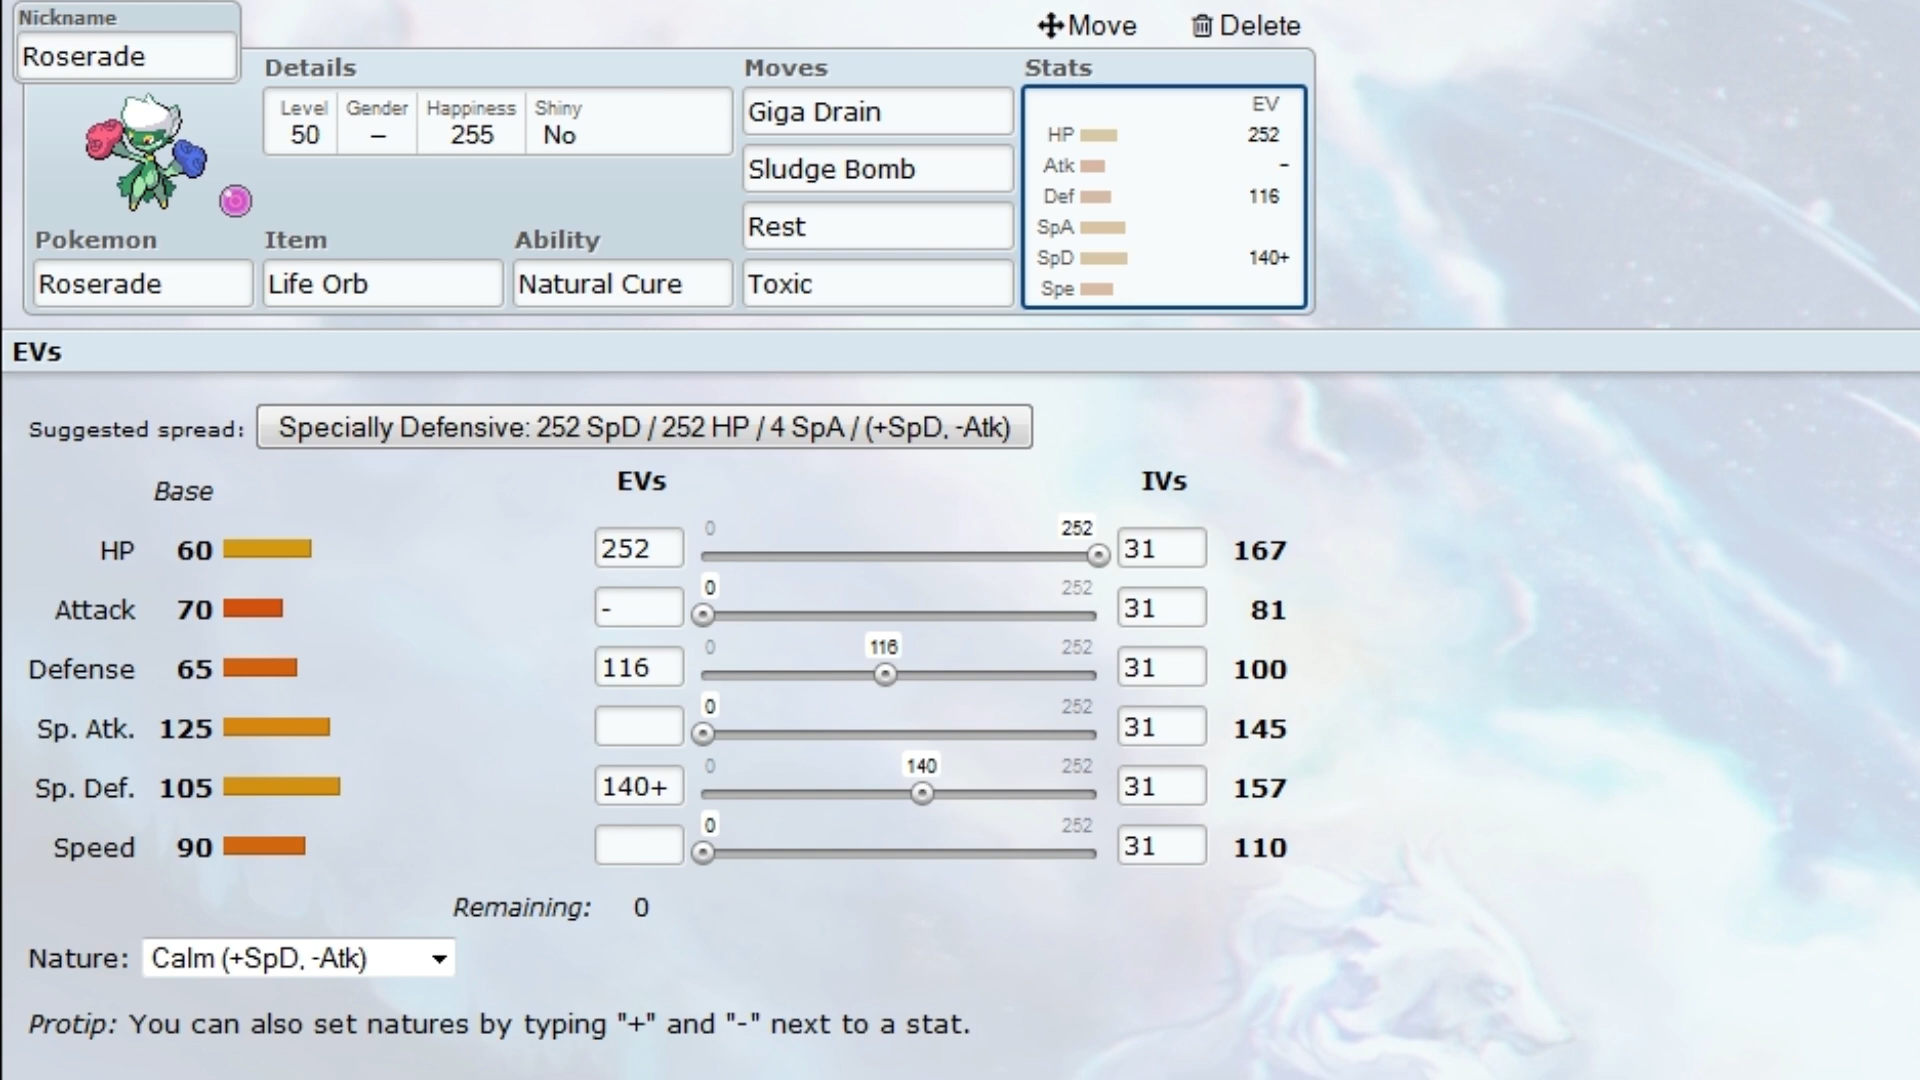 Nickname
Roserade
Move Delete
Details
Level Gender Happiness Shiny
50 – 255 No
Pokemon Item Ability
Roserade Life Orb Natural Cure
Moves
Giga Drain
Sludge Bomb
Rest
Toxic
Stats
EV
HP 252
Atk -
Def 116
SpA
SpD 140+
Spe
EVs
Suggested spread: Specially Defensive: 252 SpD / 252 HP / 4 SpA / (+SpD, -Atk)
Base EVs IVs
HP 60 252 0 252 31 167
Attack 70 - 0 252 31 81
Defense 65 116 0 116 252 31 100
Sp. Atk. 125 0 252 31 145
Sp. Def. 105 140+ 0 140 252 31 157
Speed 90 0 252 31 110
Remaining: 0
Nature: Calm (+SpD, -Atk)
Protip: You can also set natures by typing "+" and "-" next to a stat.